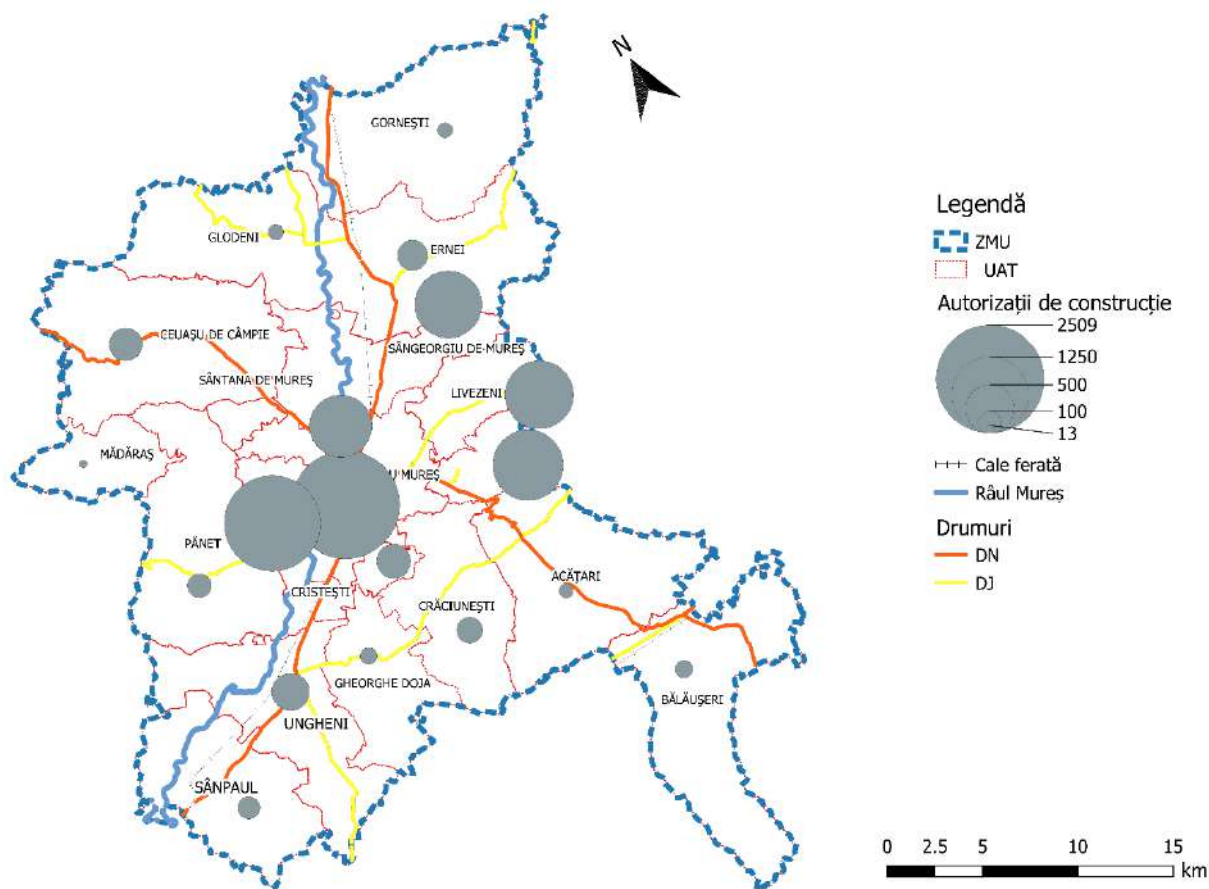 N
GORNEȘTI
GLODENI
ERNEI
CEUAȘU DE CÂMPIE
SÂNGEORGIU DE MUREȘ
SÂNTANA DE MUREȘ
LIVEZENI
MĂDĂRAȘ
U MUREȘ
PĂNET
ACĂȚARI
CRISTEȘTI
CRĂCIUNEȘTI
GHEORGHE DOJA
BĂLĂUȘERI
UNGHENI
SÂNPAUL
Legendă
ZMU
UAT
Autorizații de construcție
2509
1250
500
100
13
Cale ferată
Râul Mureș
Drumuri
DN
DJ
0 2.5 5 10 15
km